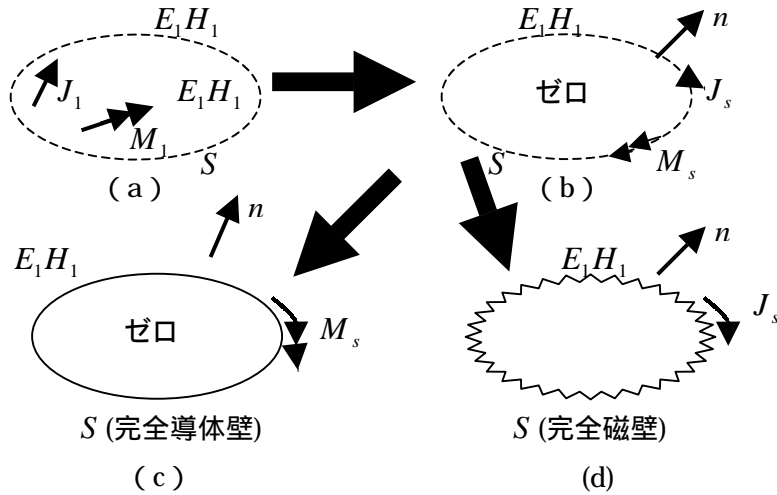 E₁H₁
J₁
E₁H₁
M₁
S
（a）
E₁H₁
n
ゼロ
Jₛ
S
Mₛ
（b）
n
E₁H₁
ゼロ
Mₛ
S (完全導体壁)
（c）
n
E₁H₁
Jₛ
S (完全磁壁)
(d)